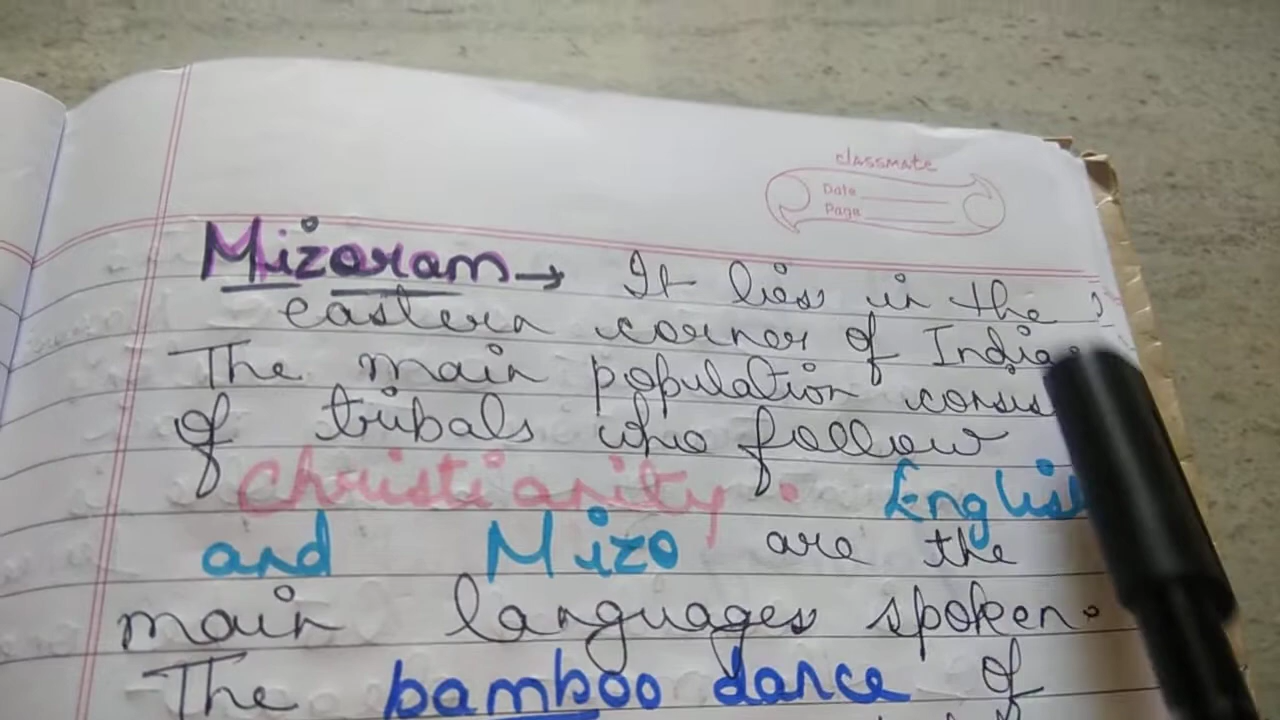 classmate
Date
Page
Mizoram → It lies in the
eastern corner of India
The main population consis
of tribals who follow
Christianity. English
and Mizo are the
main languages spoken.
The bamboo dance of